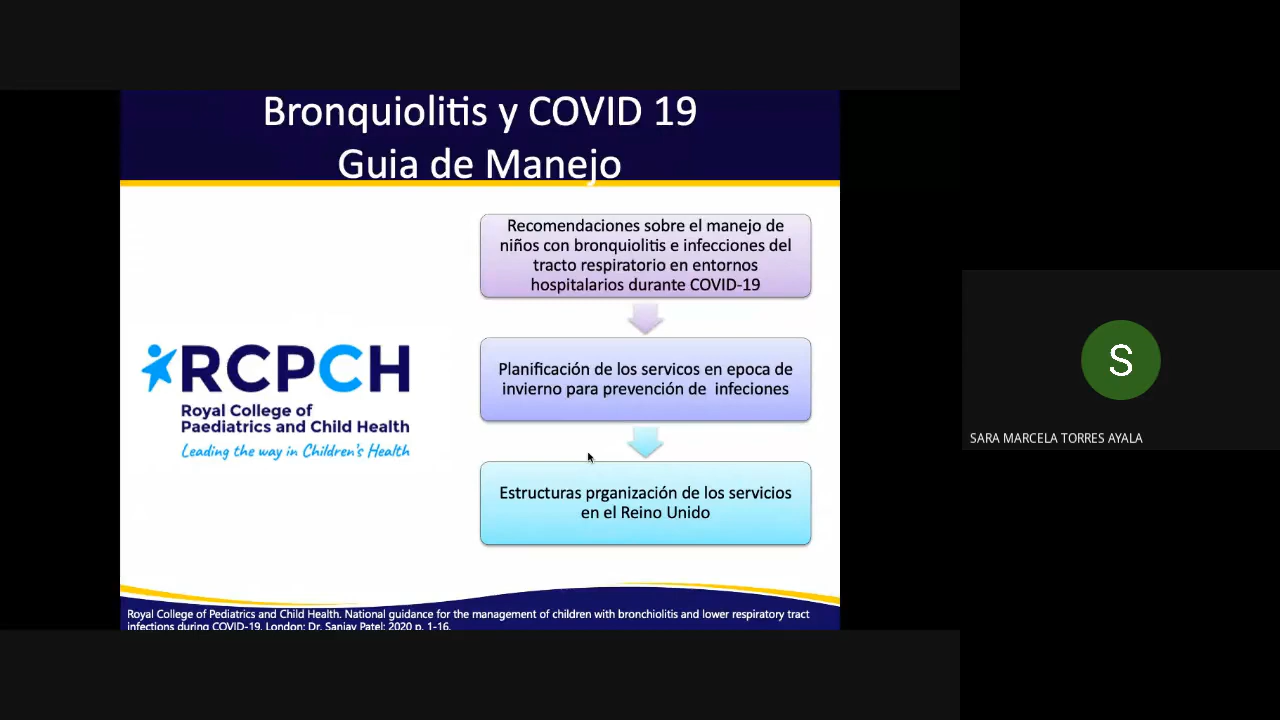 Bronquiolitis y COVID 19
Guia de Manejo
Recomendaciones sobre el manejo de
niños con bronquiolitis e infecciones del
tracto respiratorio en entornos
hospitalarios durante COVID-19
Planificación de los servicos en epoca de
invierno para prevención de  infeciones
Estructuras prganización de los servicios
en el Reino Unido
RCPCH
Royal College of
Paediatrics and Child Health
Leading the way in Children's Health
Royal College of Pediatrics and Child Health. National guidance for the management of children with bronchiolitis and lower respiratory tract
infections during COVID-19. London: Dr. Sanjay Patel; 2020 p. 1-16.
S
SARA MARCELA TORRES AYALA